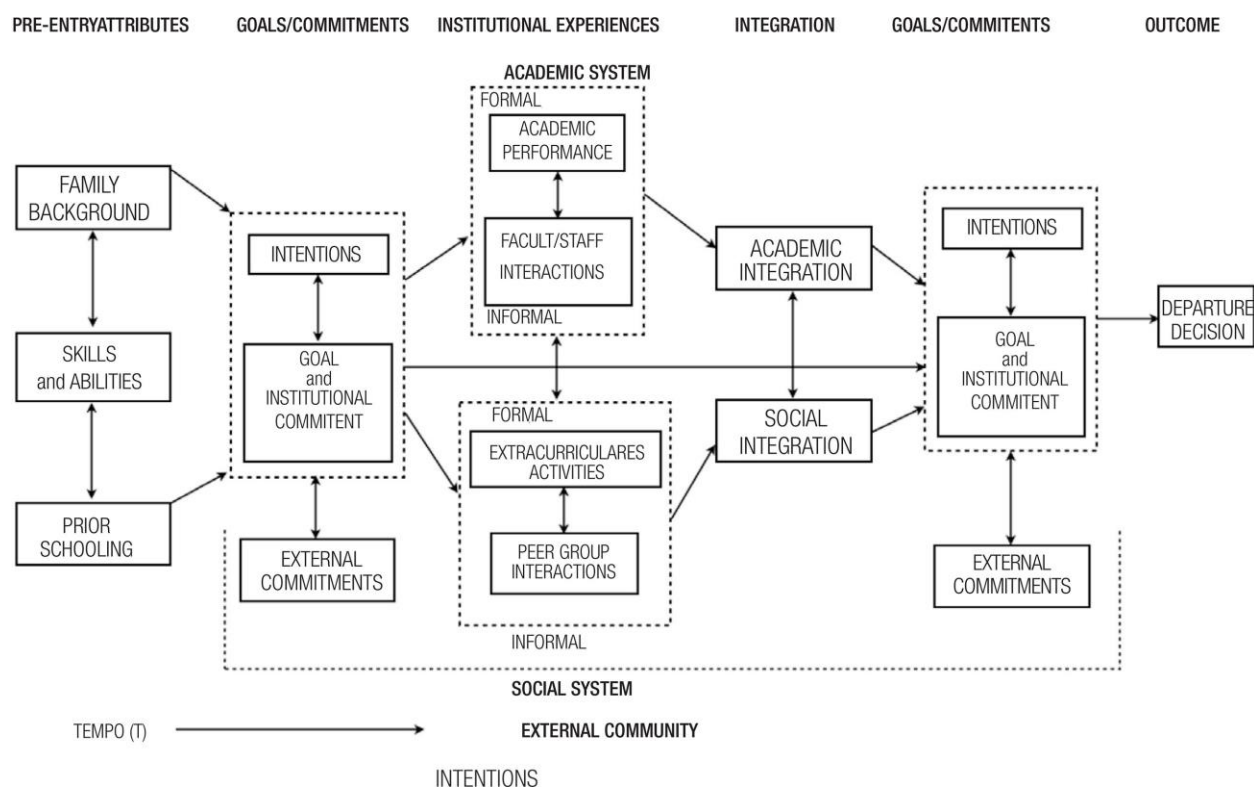 PRE-ENTRYATTRIBUTES
GOALS/COMMITMENTS
INSTITUTIONAL EXPERIENCES
INTEGRATION
GOALS/COMMITENTS
OUTCOME
FAMILY
BACKGROUND
SKILLS
and ABILITIES
PRIOR
SCHOOLING
INTENTIONS
GOAL
and
INSTITUTIONAL
COMMITENT
EXTERNAL
COMMITMENTS
ACADEMIC SYSTEM
FORMAL
ACADEMIC
PERFORMANCE
FACULT/STAFF
INTERACTIONS
INFORMAL
FORMAL
EXTRACURRICULARES
ACTIVITIES
PEER GROUP
INTERACTIONS
INFORMAL
SOCIAL SYSTEM
ACADEMIC
INTEGRATION
SOCIAL
INTEGRATION
INTENTIONS
GOAL
and
INSTITUTIONAL
COMMITENT
EXTERNAL
COMMITMENTS
DEPARTURE
DECISION
TEMPO (T)
EXTERNAL COMMUNITY
INTENTIONS